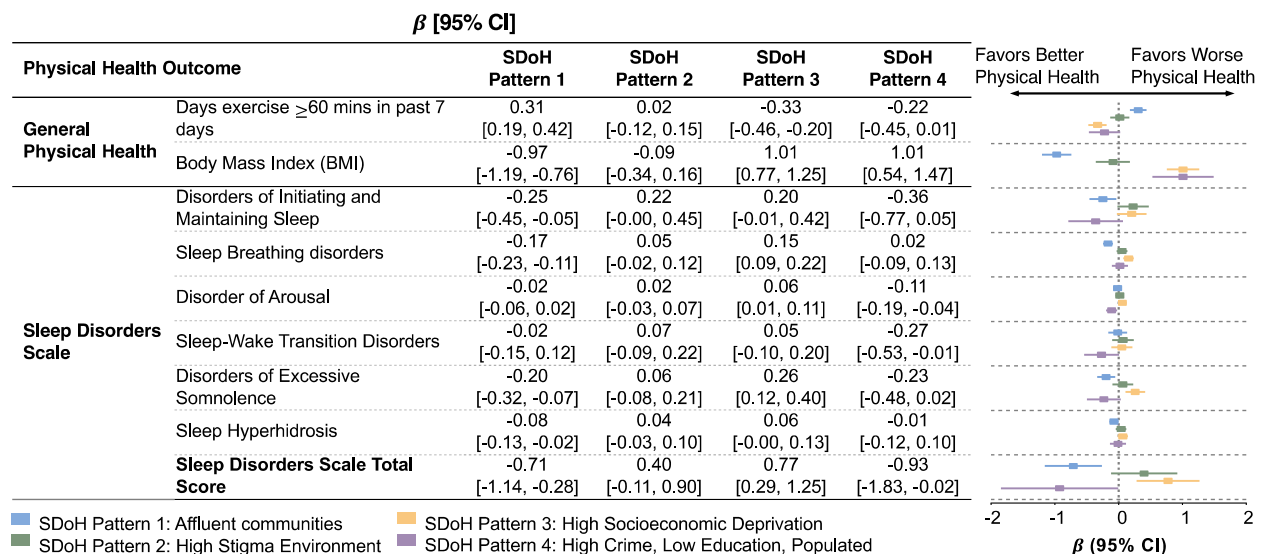 β [95% CI]
Physical Health Outcome
SDoH Pattern 1
SDoH Pattern 2
SDoH Pattern 3
SDoH Pattern 4
Favors Better Physical Health
Favors Worse Physical Health
General Physical Health
Days exercise ≥60 mins in past 7 days
0.31 0.02 -0.33 -0.22
[0.19, 0.42] [-0.12, 0.15] [-0.46, -0.20] [-0.45, 0.01]
Body Mass Index (BMI)
-0.97 -0.09 1.01 1.01
[-1.19, -0.76] [-0.34, 0.16] [0.77, 1.25] [0.54, 1.47]
Sleep Disorders Scale
Disorders of Initiating and Maintaining Sleep
-0.25 0.22 0.20 -0.36
[-0.45, -0.05] [-0.00, 0.45] [-0.01, 0.42] [-0.77, 0.05]
Sleep Breathing disorders
-0.17 0.05 0.15 0.02
[-0.23, -0.11] [-0.02, 0.12] [0.09, 0.22] [-0.09, 0.13]
Disorder of Arousal
-0.02 0.02 0.06 -0.11
[-0.06, 0.02] [-0.03, 0.07] [0.01, 0.11] [-0.19, -0.04]
Sleep-Wake Transition Disorders
-0.02 0.07 0.05 -0.27
[-0.15, 0.12] [-0.09, 0.22] [-0.10, 0.20] [-0.53, -0.01]
Disorders of Excessive Somnolence
-0.20 0.06 0.26 -0.23
[-0.32, -0.07] [-0.08, 0.21] [0.12, 0.40] [-0.48, 0.02]
Sleep Hyperhidrosis
-0.08 0.04 0.06 -0.01
[-0.13, -0.02] [-0.03, 0.10] [-0.00, 0.13] [-0.12, 0.10]
Sleep Disorders Scale Total Score
-0.71 0.40 0.77 -0.93
[-1.14, -0.28] [-0.11, 0.90] [0.29, 1.25] [-1.83, -0.02]
-2 -1 0 1 2
β (95% CI)
SDoH Pattern 1: Affluent communities
SDoH Pattern 2: High Stigma Environment
SDoH Pattern 3: High Socioeconomic Deprivation
SDoH Pattern 4: High Crime, Low Education, Populated